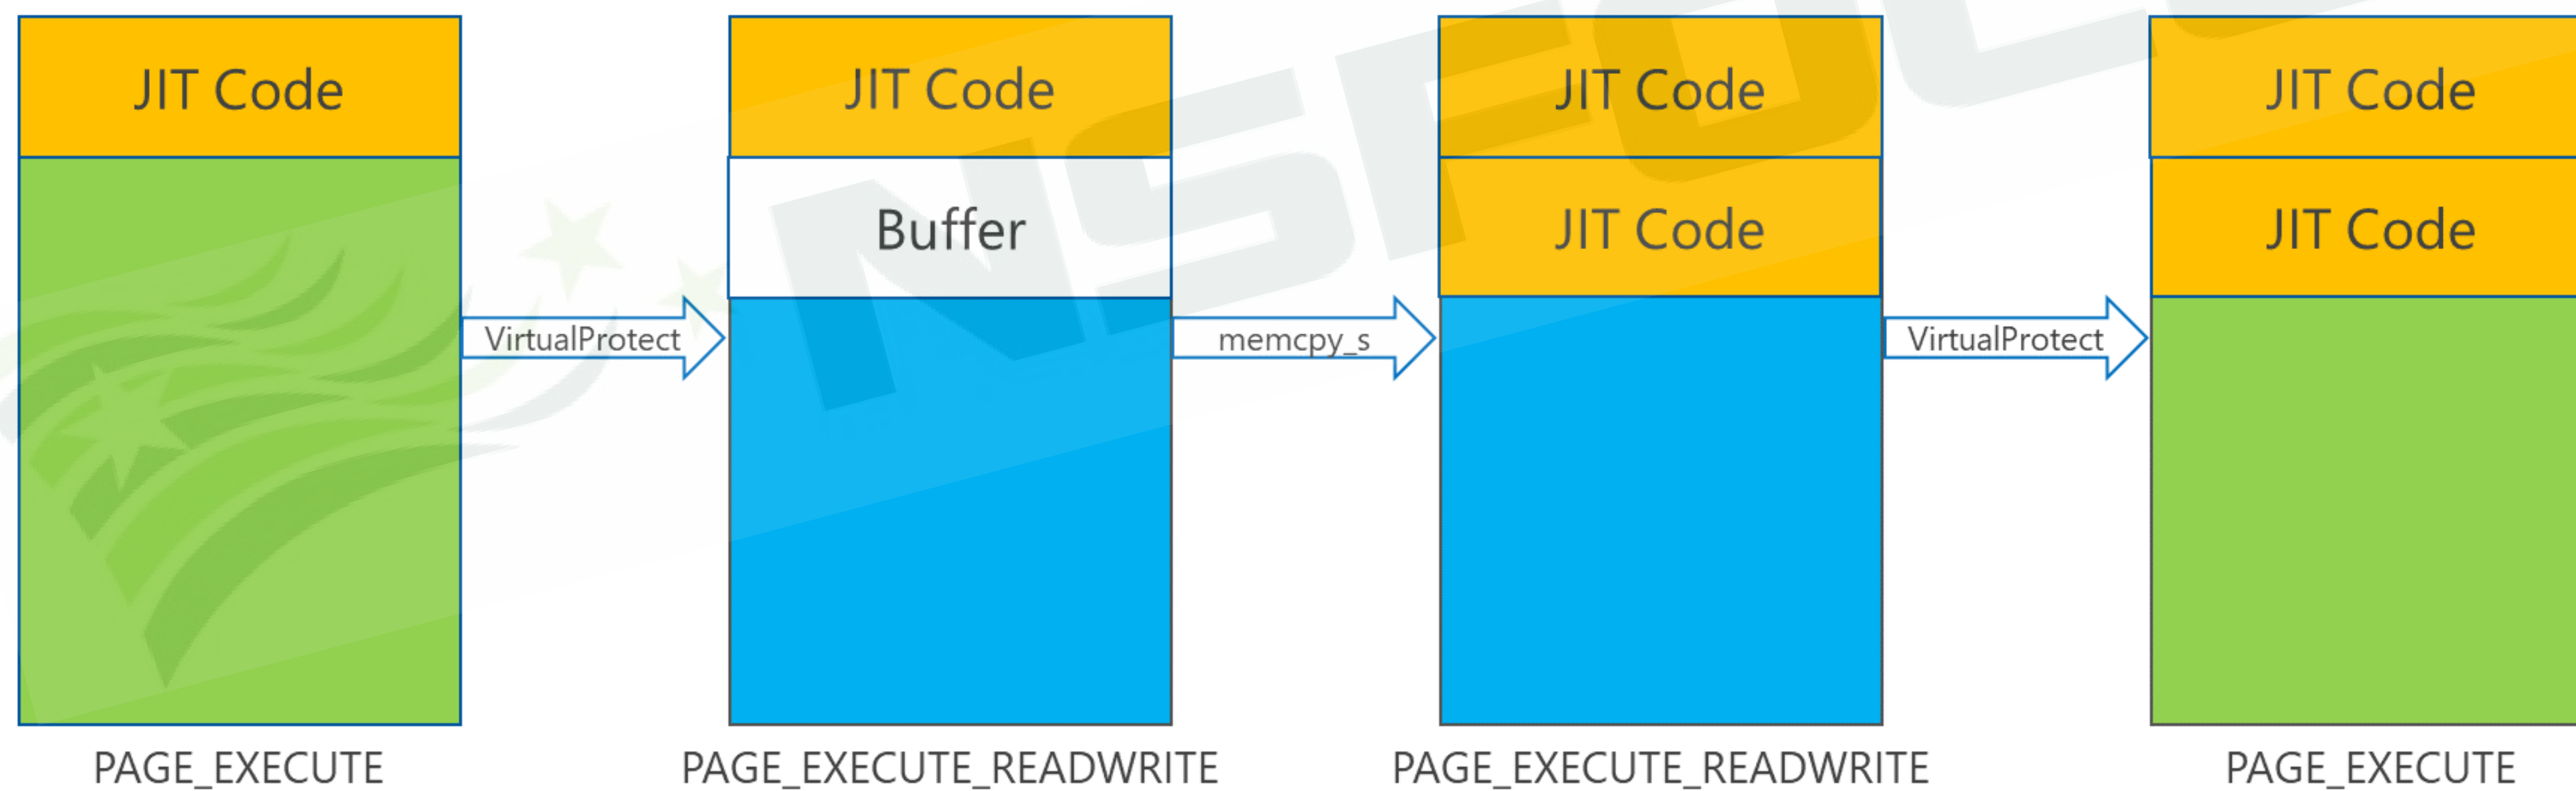 JIT Code
JIT Code
JIT Code
JIT Code
Buffer
JIT Code
JIT Code
VirtualProtect
memcpy_s
VirtualProtect
PAGE_EXECUTE
PAGE_EXECUTE_READWRITE
PAGE_EXECUTE_READWRITE
PAGE_EXECUTE